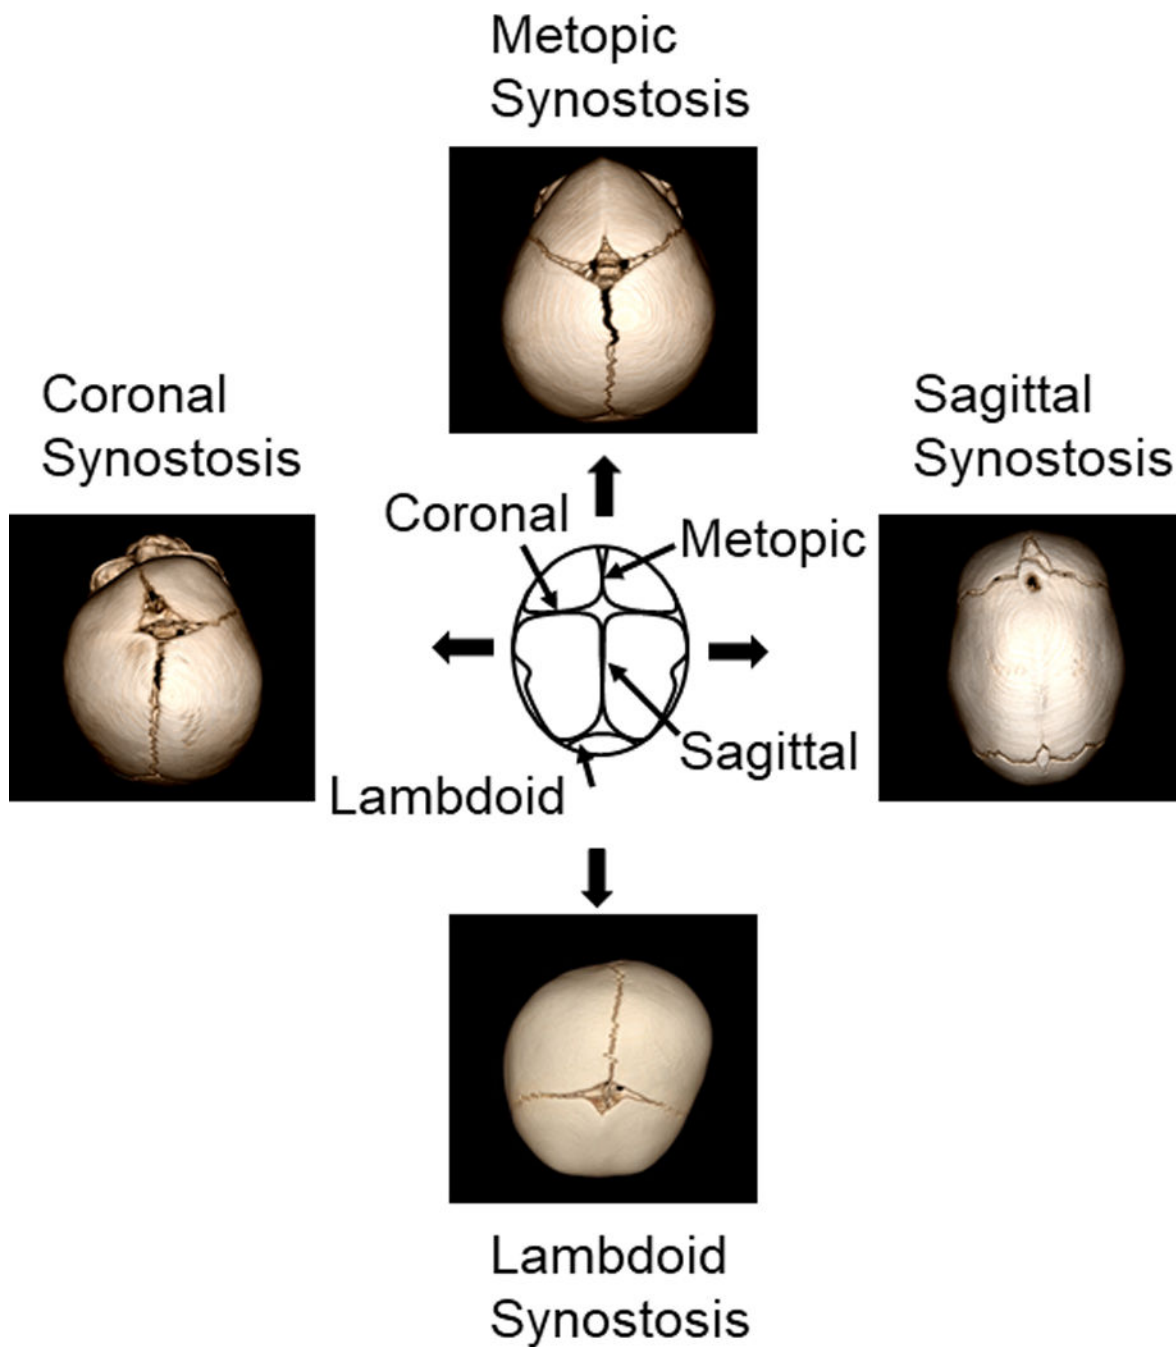 Metopic
Synostosis
Coronal
Synostosis
Sagittal
Synostosis
Coronal
Metopic
Sagittal
Lambdoid
Lambdoid
Synostosis